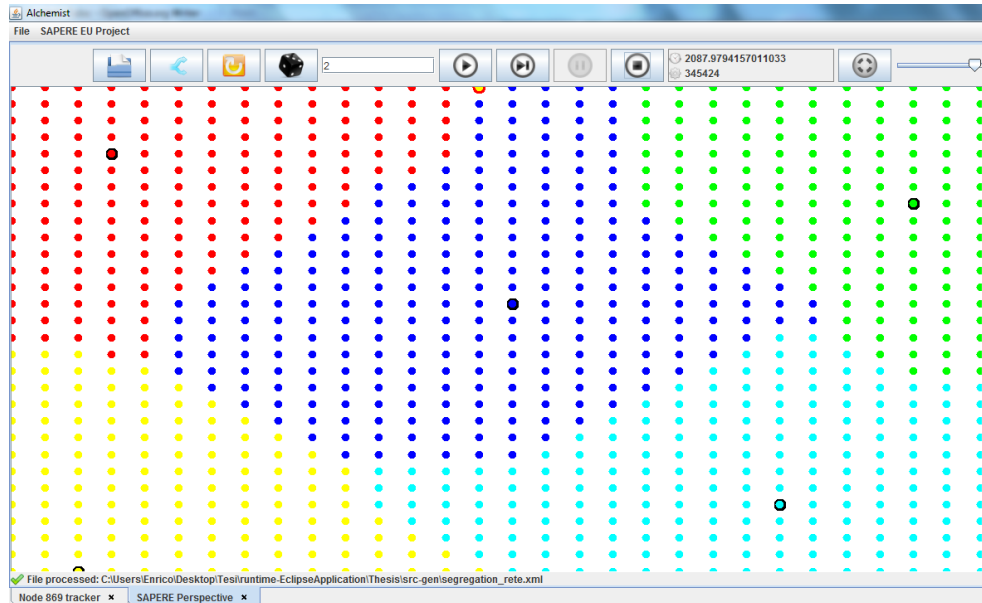 Alchemist
File SAPERE EU Project
2
2087.9794157011033
345424
File processed: C:\Users\Enrico\Desktop\Tesi\runtime-EclipseApplication\Thesis\src-gen\segregation_rete.xml
Node 869 tracker × SAPERE Perspective ×